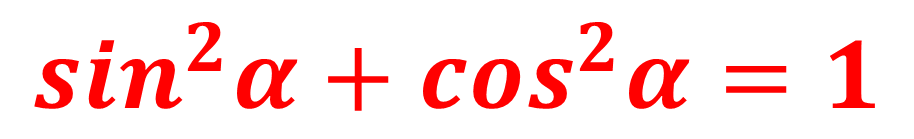 sin²α + cos²α = 1